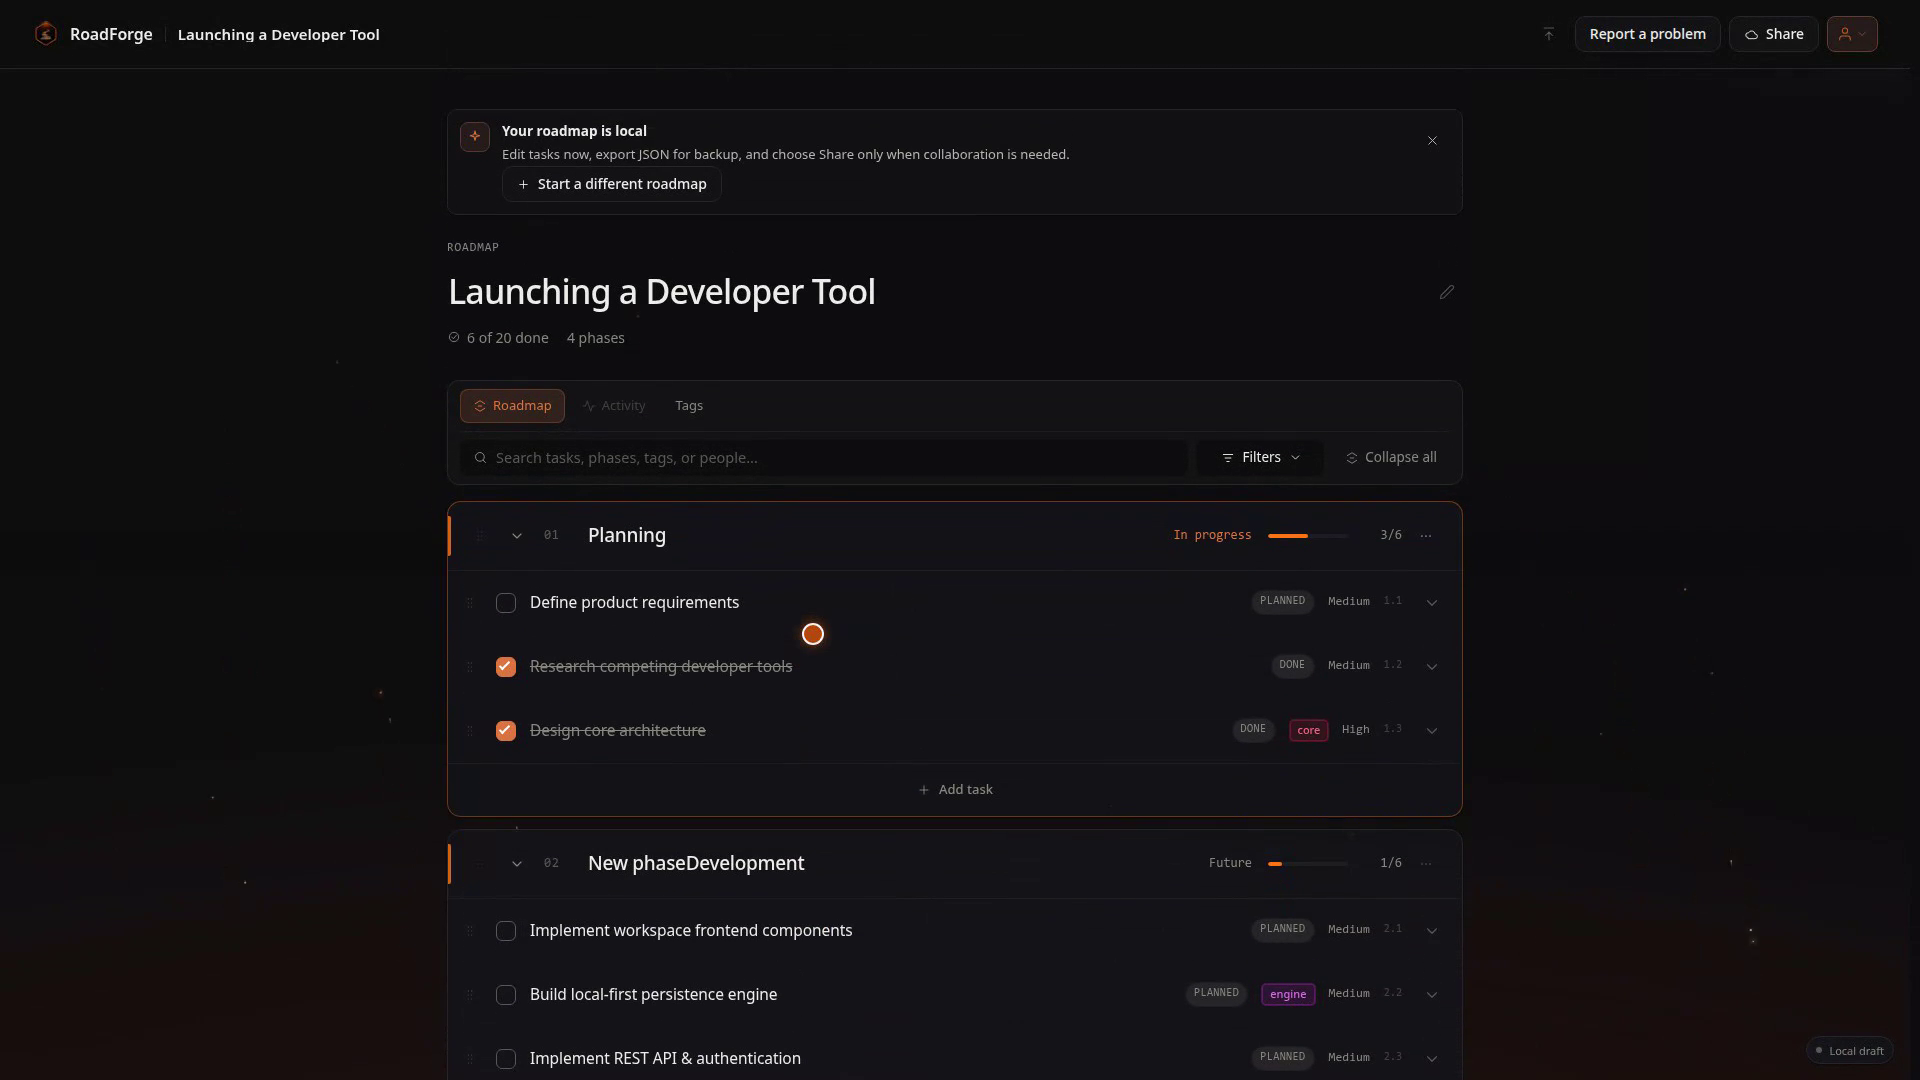 RoadForge
Launching a Developer Tool
Report a problem
Share
Your roadmap is local
Edit tasks now, export JSON for backup, and choose Share only when collaboration is needed.
+ Start a different roadmap
ROADMAP
Launching a Developer Tool
6 of 20 done 4 phases
Roadmap Activity Tags
Search tasks, phases, tags, or people...
Filters
Collapse all
01 Planning In progress 3/6 ...
Define product requirements PLANNED Medium 1.1
Research competing developer tools DONE Medium 1.2
Design core architecture DONE core High 1.3
+ Add task
02 New phaseDevelopment Future 1/6 ...
Implement workspace frontend components PLANNED Medium 2.1
Build local-first persistence engine PLANNED engine Medium 2.2
Implement REST API & authentication PLANNED Medium 2.3
Local draft